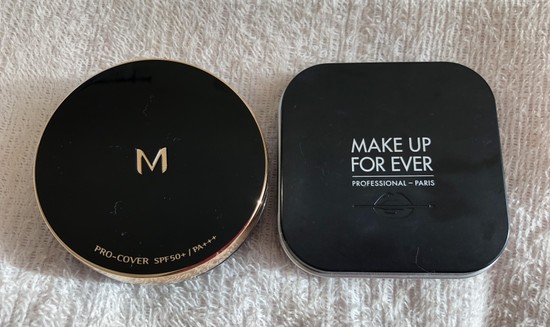 M
PRO-COVER SPF50+ / PA+++
MAKE UP
FOR EVER
PROFESSIONAL – PARIS